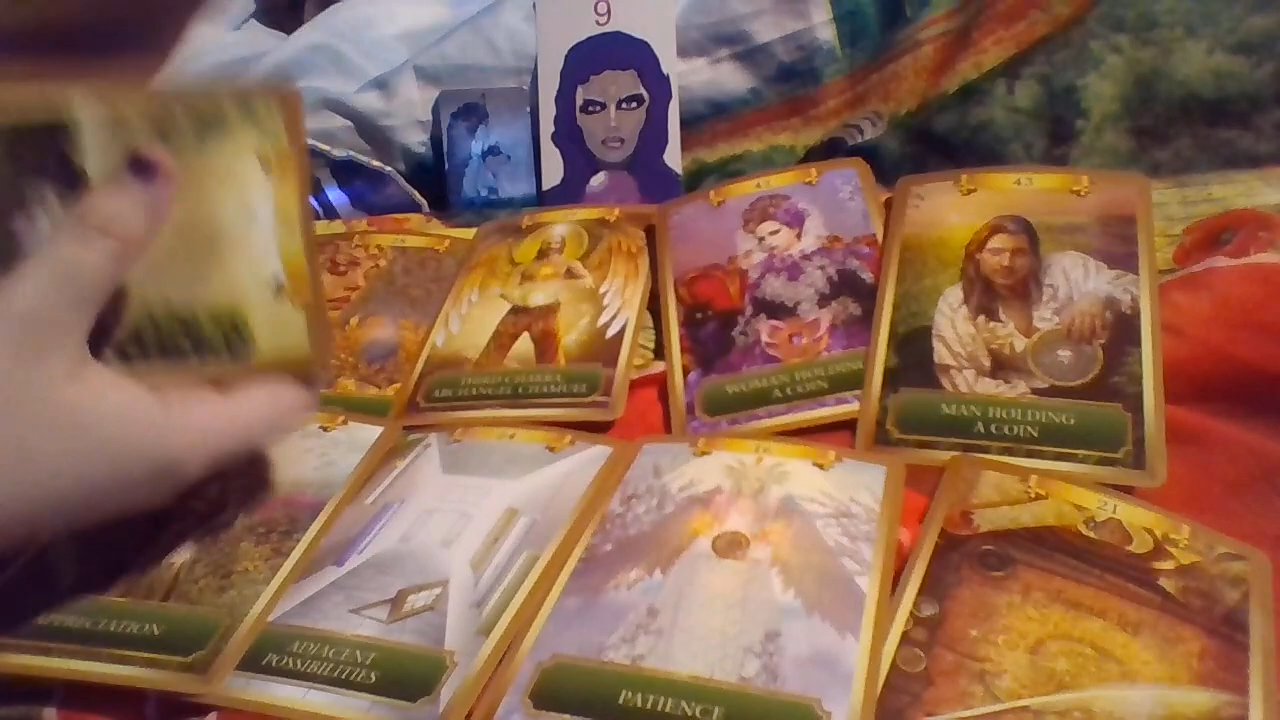 9
43
THIRD CHAKRA
ARCHANGEL CHAMUEL
WOMAN HOLDING
A COIN
MAN HOLDING
A COIN
21
APPRECIATION
ADJACENT
POSSIBILITIES
PATIENCE